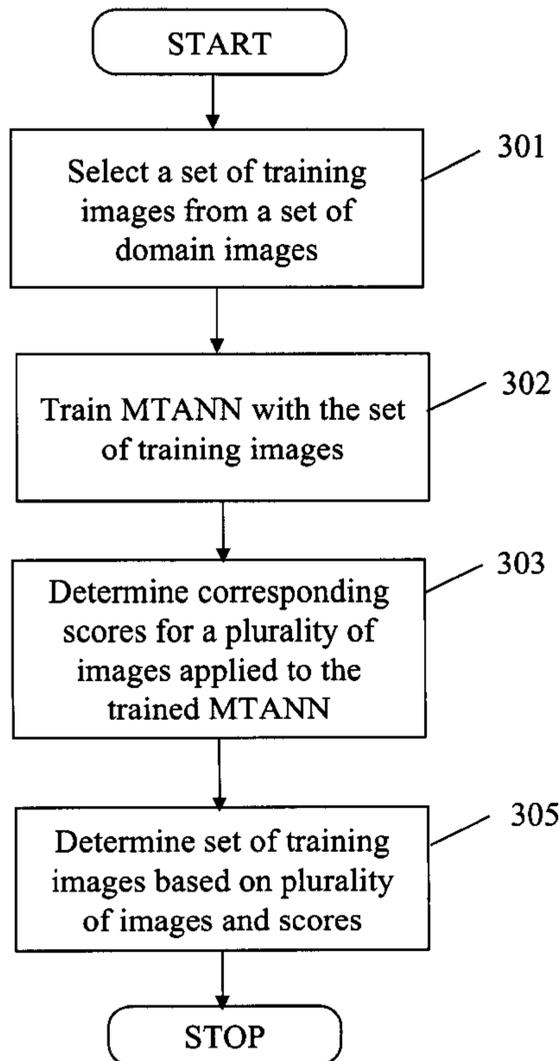 START
301
Select a set of training
images from a set of
domain images
302
Train MTANN with the set
of training images
303
Determine corresponding
scores for a plurality of
images applied to the
trained MTANN
305
Determine set of training
images based on plurality
of images and scores
STOP